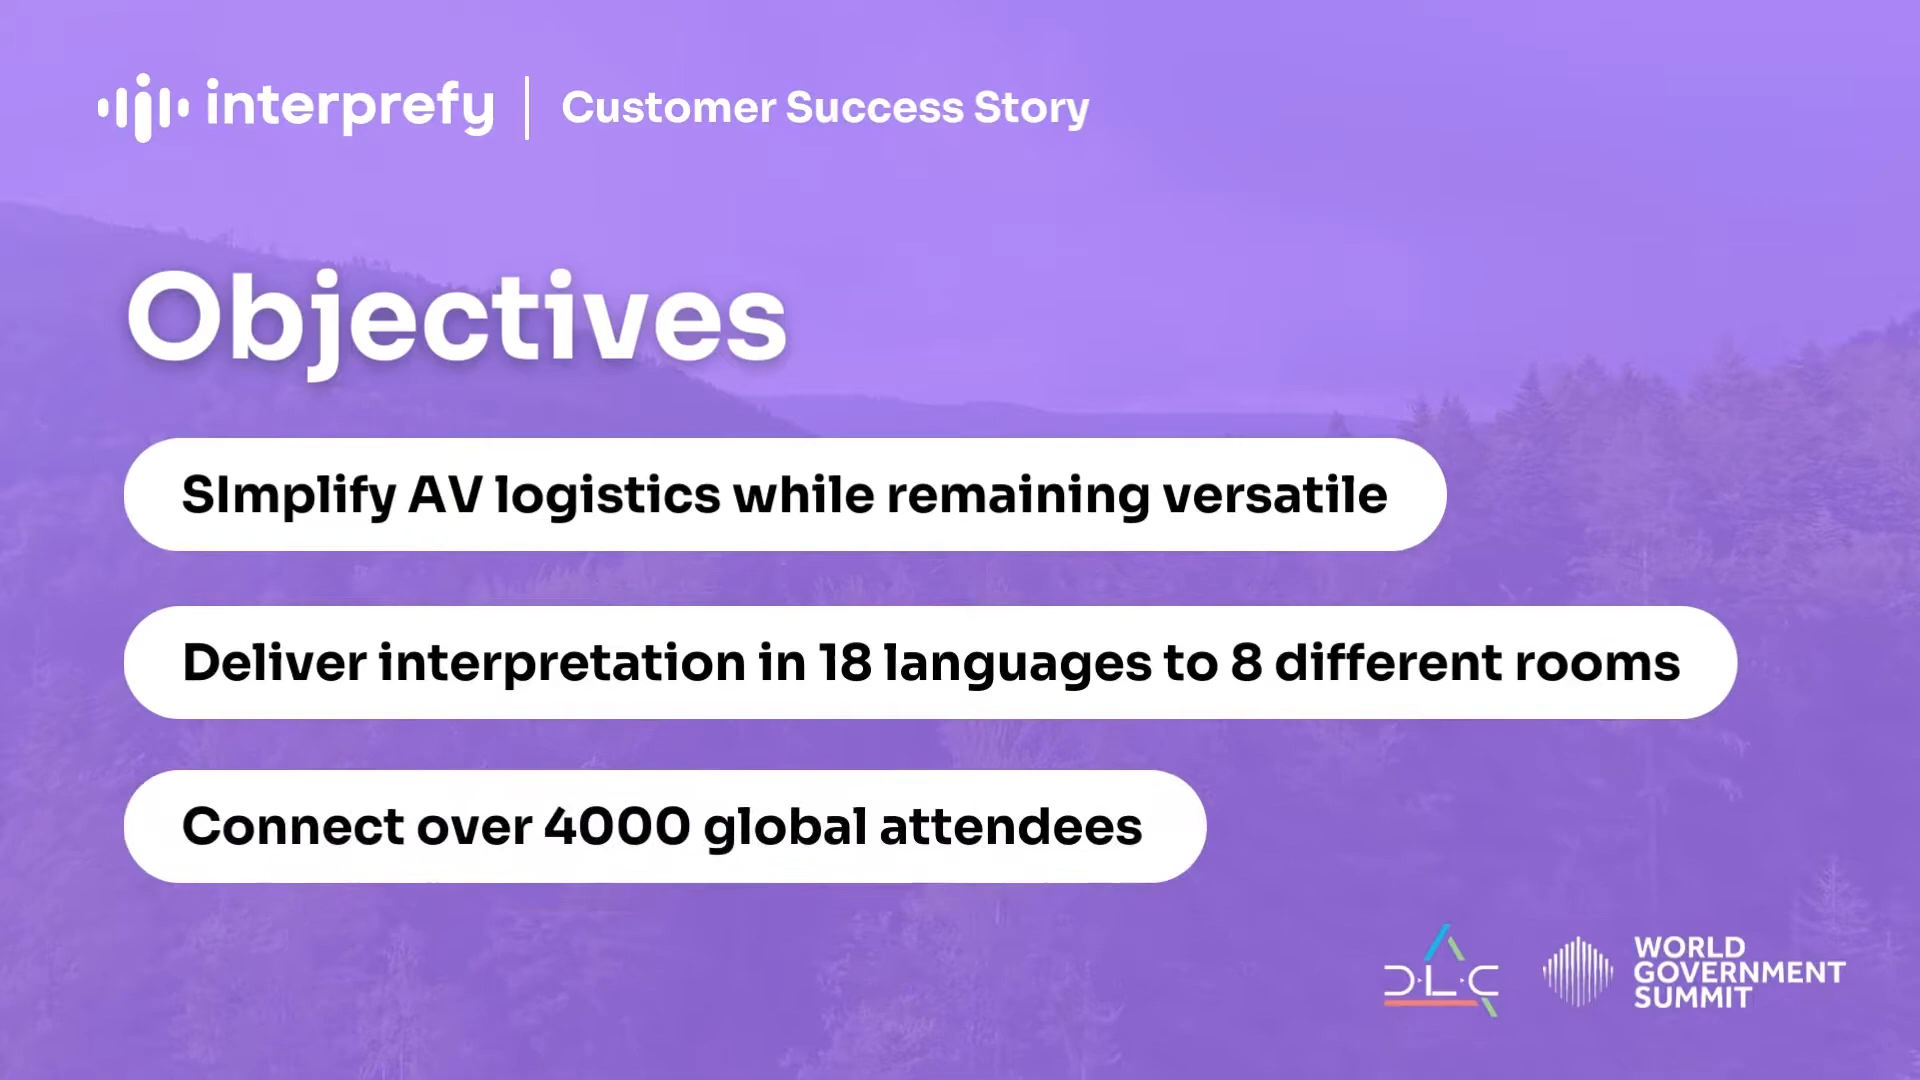 interprefy | Customer Success Story
Objectives
SImplify AV logistics while remaining versatile
Deliver interpretation in 18 languages to 8 different rooms
Connect over 4000 global attendees
D·L·C
WORLD
GOVERNMENT
SUMMIT